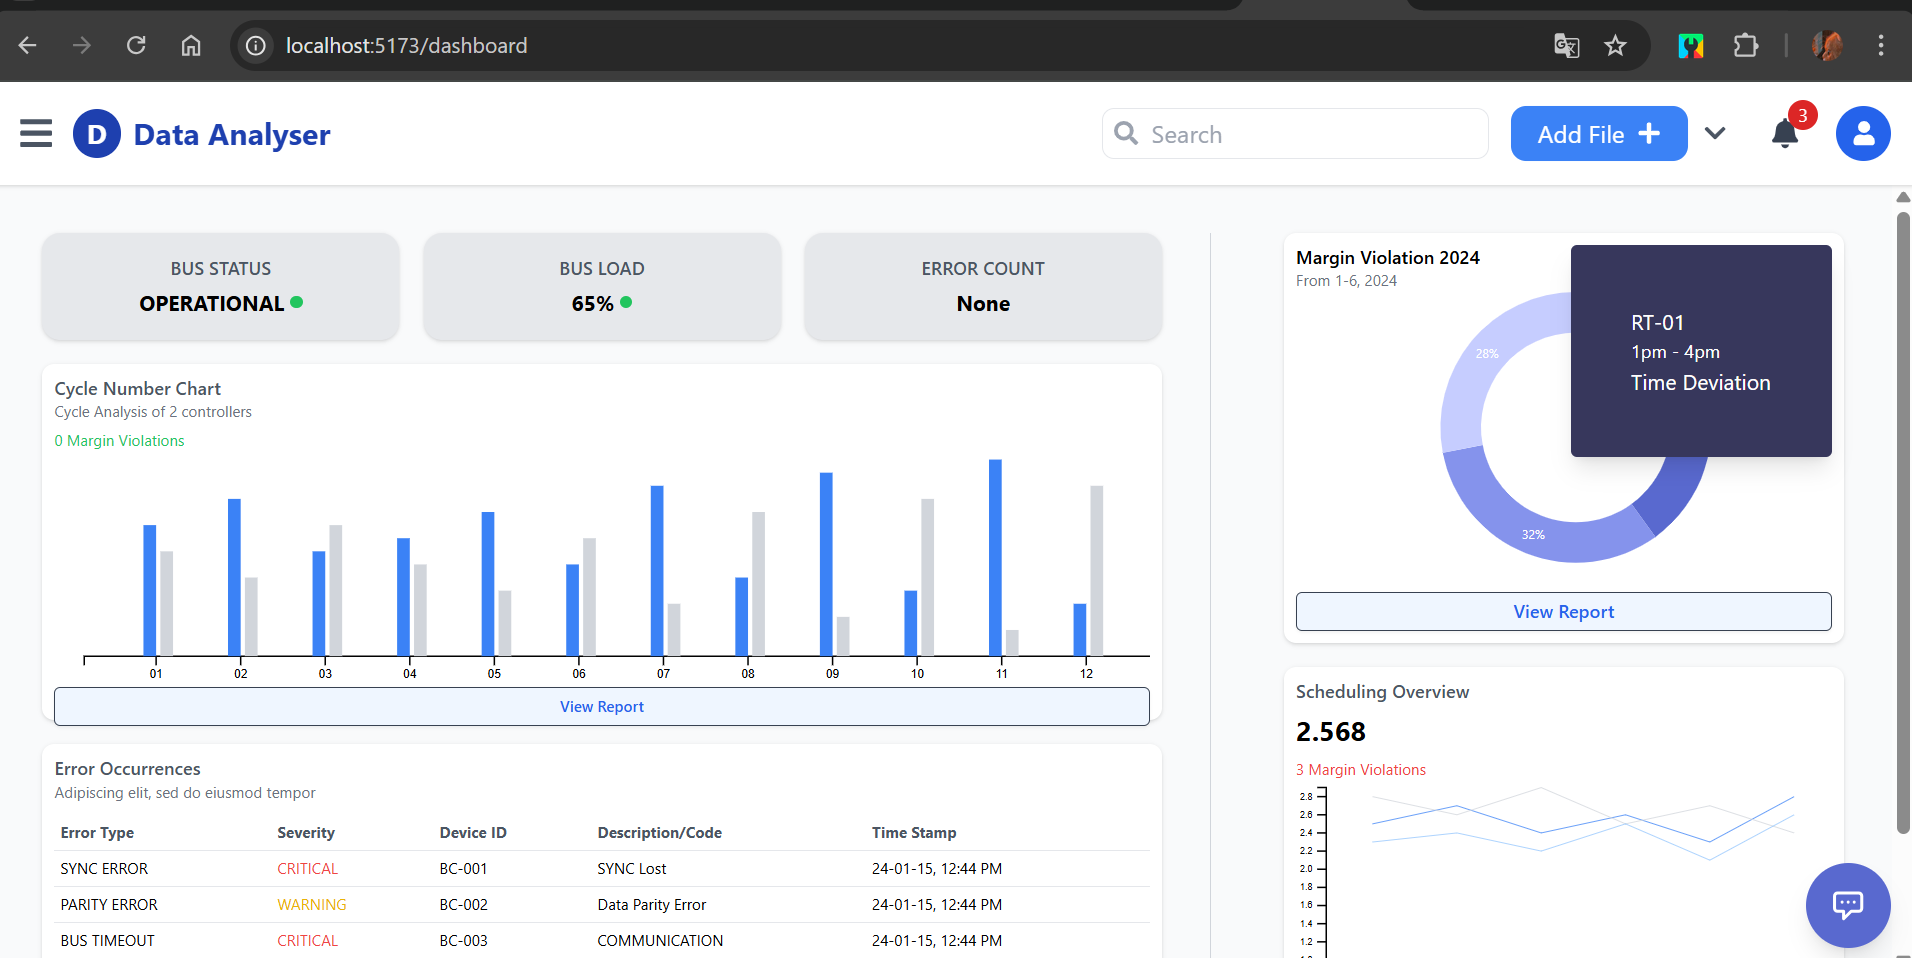 localhost:5173/dashboard
D Data Analyser
Search
Add File +
3
BUS STATUS
OPERATIONAL
BUS LOAD
65%
ERROR COUNT
None
Cycle Number Chart
Cycle Analysis of 2 controllers
0 Margin Violations
01 02 03 04 05 06 07 08 09 10 11 12
View Report
Error Occurrences
Adipiscing elit, sed do eiusmod tempor
Error Type Severity Device ID Description/Code Time Stamp
SYNC ERROR CRITICAL BC-001 SYNC Lost 24-01-15, 12:44 PM
PARITY ERROR WARNING BC-002 Data Parity Error 24-01-15, 12:44 PM
BUS TIMEOUT CRITICAL BC-003 COMMUNICATION 24-01-15, 12:44 PM
Margin Violation 2024
From 1-6, 2024
28%
RT-01
1pm - 4pm
Time Deviation
32%
View Report
Scheduling Overview
2.568
3 Margin Violations
2.8
2.6
2.4
2.2
2.0
1.8
1.6
1.4
1.2